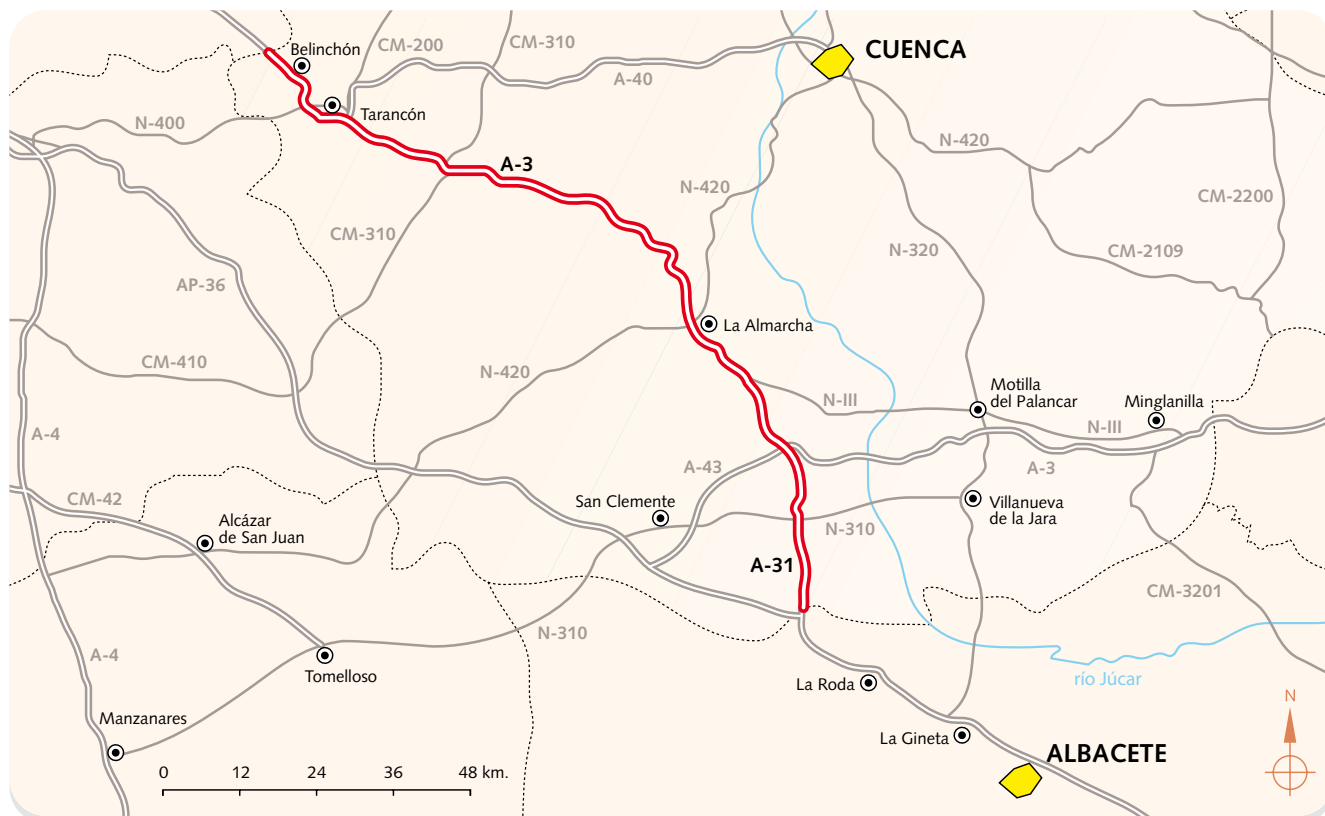 Belinchón
CM-200
CM-310
CUENCA
A-40
Tarancón
N-400
A-3
N-420
N-420
CM-2200
CM-310
N-320
CM-2109
AP-36
La Almarcha
CM-410
N-420
N-III
Motilla
del Palancar
Minglanilla
N-III
A-4
A-43
A-3
CM-42
San Clemente
Villanueva
de la Jara
Alcázar
de San Juan
N-310
A-31
CM-3201
N-310
A-4
Tomelloso
La Roda
río Júcar
N
Manzanares
La Gineta
ALBACETE
0 12 24 36 48 km.